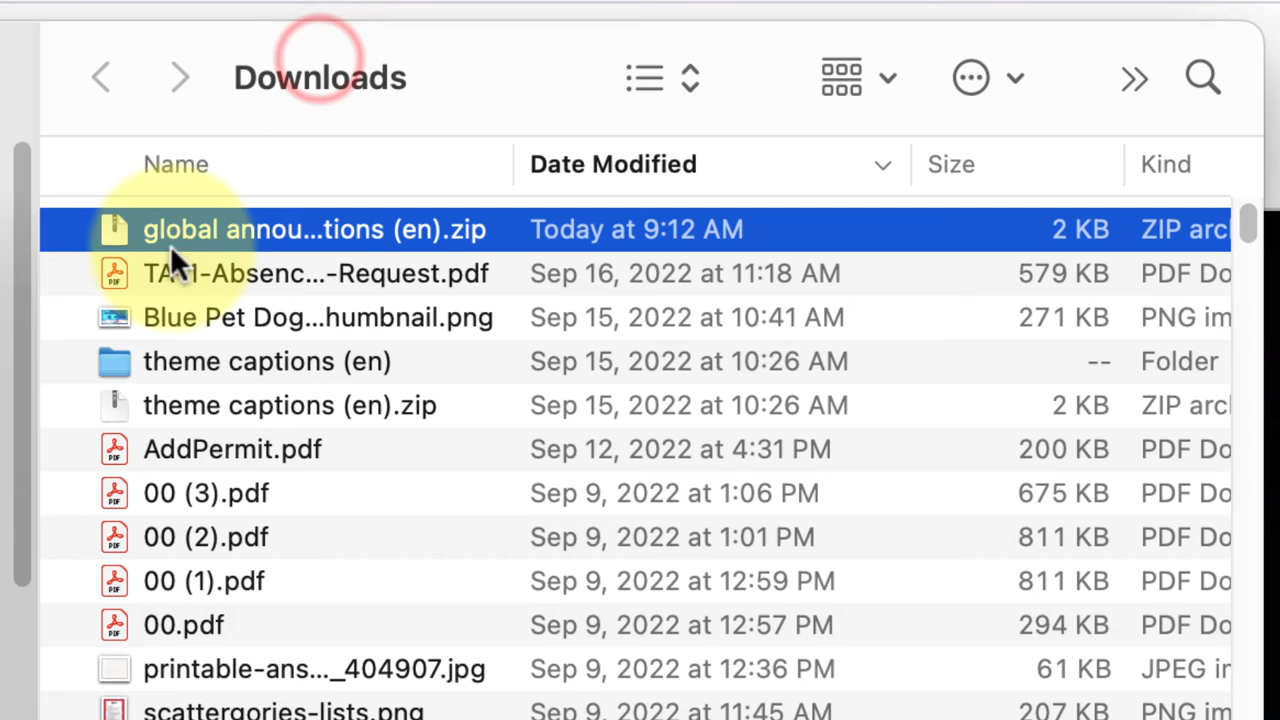 Downloads
Name Date Modified Size Kind
global annou...tions (en).zip Today at 9:12 AM 2 KB ZIP arc
Absenc...-Request.pdf Sep 16, 2022 at 11:18 AM 579 KB PDF Do
Blue Pet Dog...humbnail.png Sep 15, 2022 at 10:41 AM 271 KB PNG im
theme captions (en) Sep 15, 2022 at 10:26 AM -- Folder
theme captions (en).zip Sep 15, 2022 at 10:26 AM 2 KB ZIP arc
AddPermit.pdf Sep 12, 2022 at 4:31 PM 200 KB PDF Do
00 (3).pdf Sep 9, 2022 at 1:06 PM 675 KB PDF Do
00 (2).pdf Sep 9, 2022 at 1:01 PM 811 KB PDF Do
00 (1).pdf Sep 9, 2022 at 12:59 PM 811 KB PDF Do
00.pdf Sep 9, 2022 at 12:57 PM 294 KB PDF Do
printable-ans..._404907.jpg Sep 9, 2022 at 12:36 PM 61 KB JPEG in
scattergories-lists.png Sep 9, 2022 at 11:45 AM 207 KB PNG im